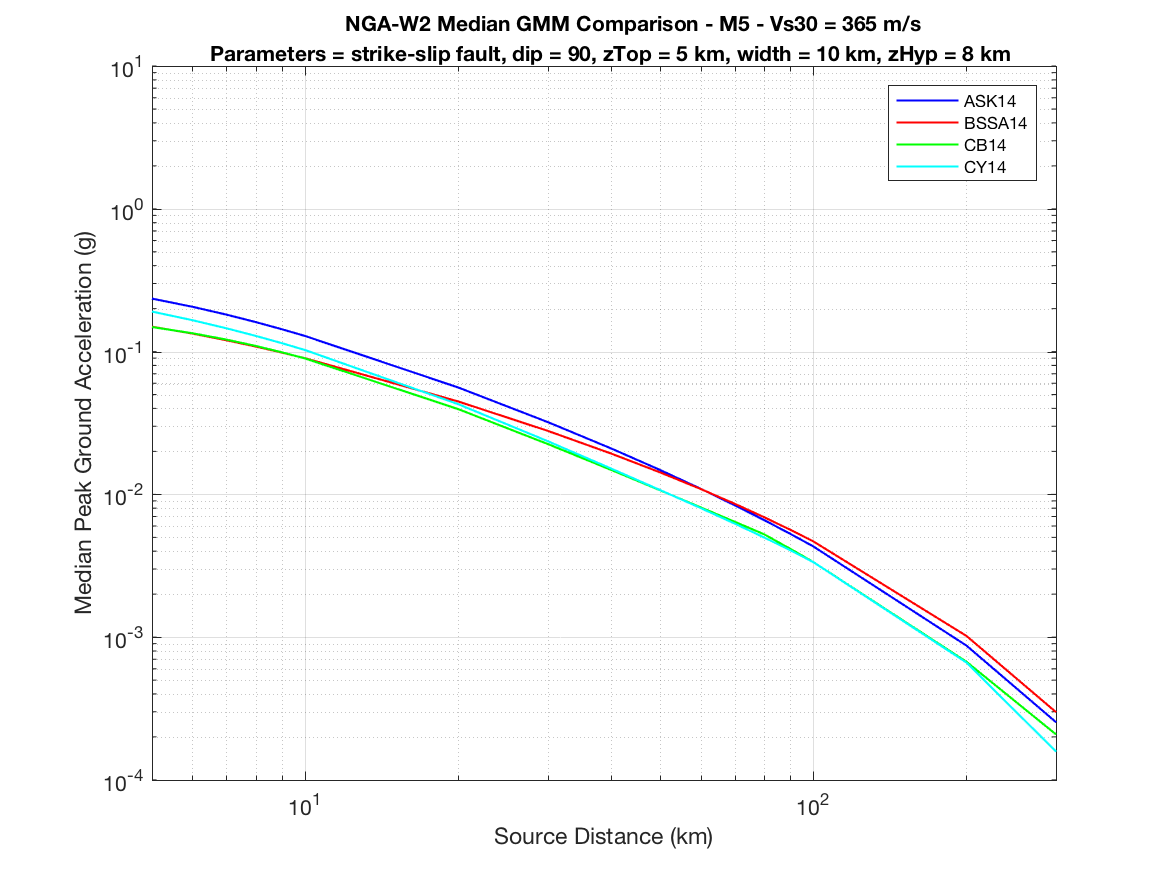 NGA-W2 Median GMM Comparison - M5 - Vs30 = 365 m/s
Parameters = strike-slip fault, dip = 90, zTop = 5 km, width = 10 km, zHyp = 8 km
ASK14
BSSA14
CB14
CY14
Median Peak Ground Acceleration (g)
10^1
10^0
10^-1
10^-2
10^-3
10^-4
10^1
10^2
Source Distance (km)